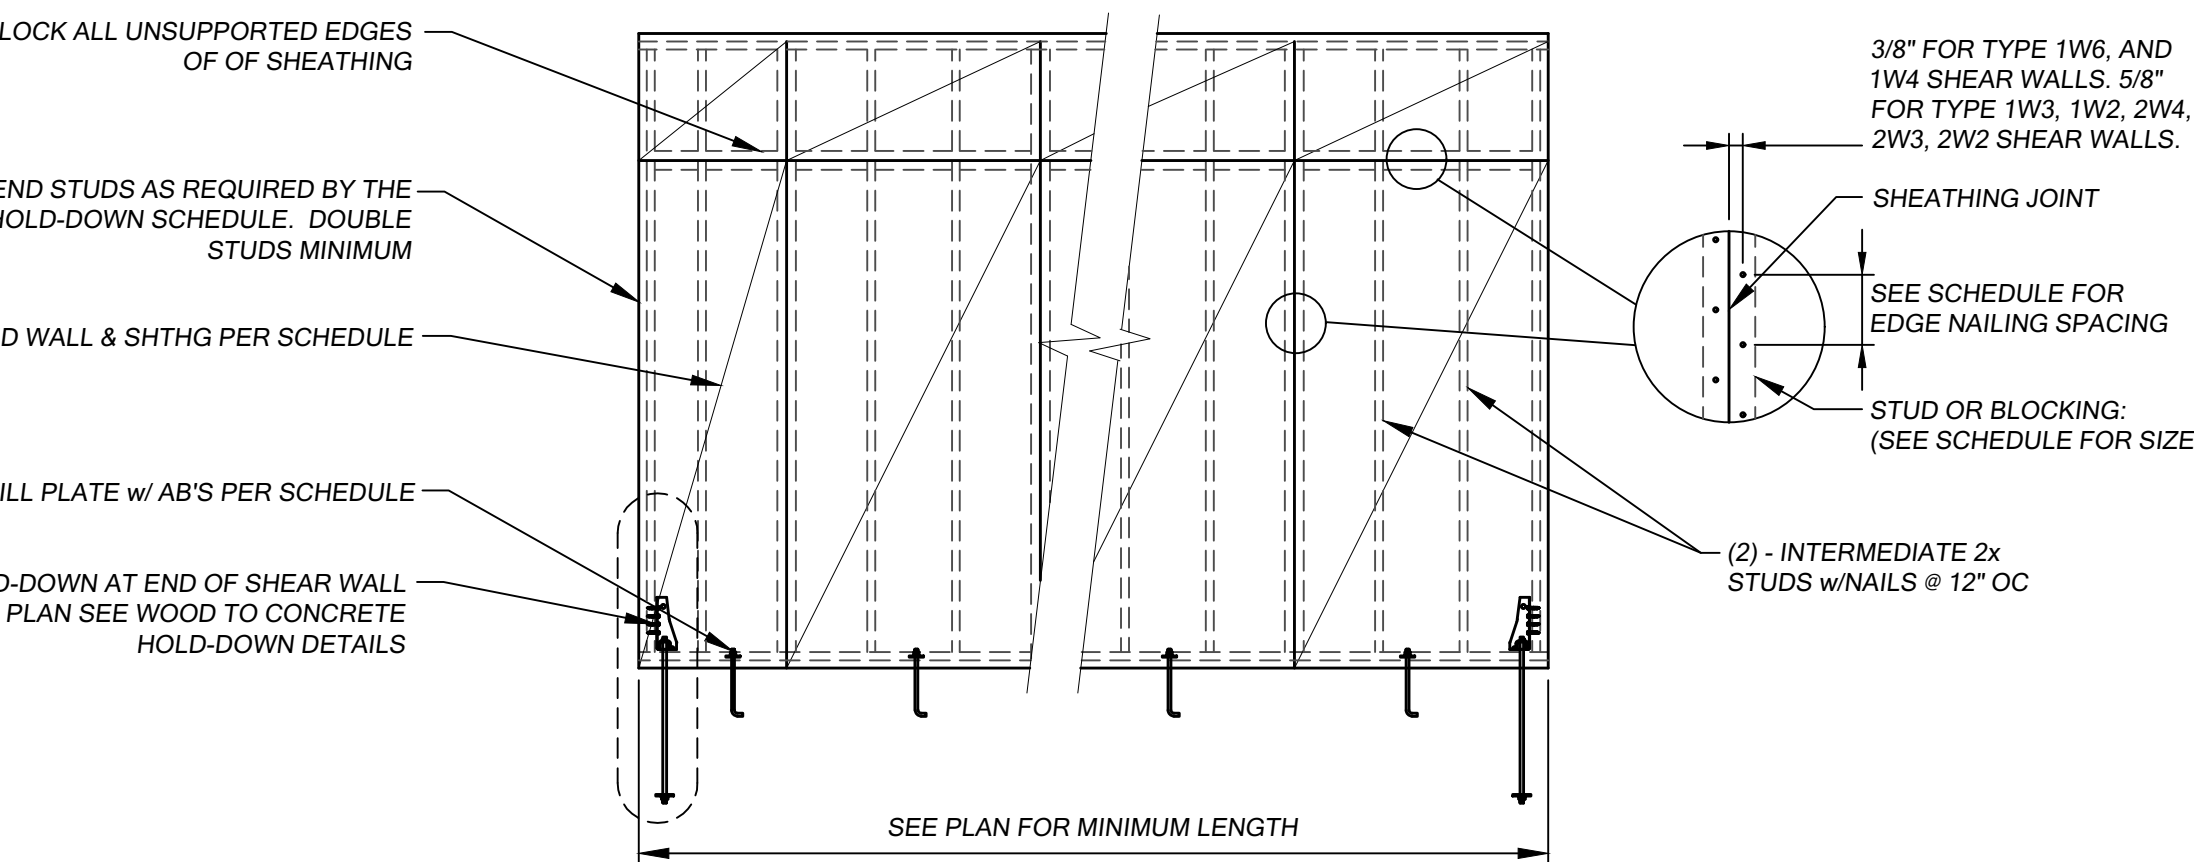 LOCK ALL UNSUPPORTED EDGES
OF OF SHEATHING
END STUDS AS REQUIRED BY THE
HOLD-DOWN SCHEDULE. DOUBLE
STUDS MINIMUM
D WALL & SHTHG PER SCHEDULE
ILL PLATE w/ AB'S PER SCHEDULE
D-DOWN AT END OF SHEAR WALL
PLAN SEE WOOD TO CONCRETE
HOLD-DOWN DETAILS
3/8" FOR TYPE 1W6, AND
1W4 SHEAR WALLS. 5/8"
FOR TYPE 1W3, 1W2, 2W4,
2W3, 2W2 SHEAR WALLS.
SHEATHING JOINT
SEE SCHEDULE FOR
EDGE NAILING SPACING
STUD OR BLOCKING:
(SEE SCHEDULE FOR SIZE
(2) - INTERMEDIATE 2x
STUDS w/NAILS @ 12" OC
SEE PLAN FOR MINIMUM LENGTH